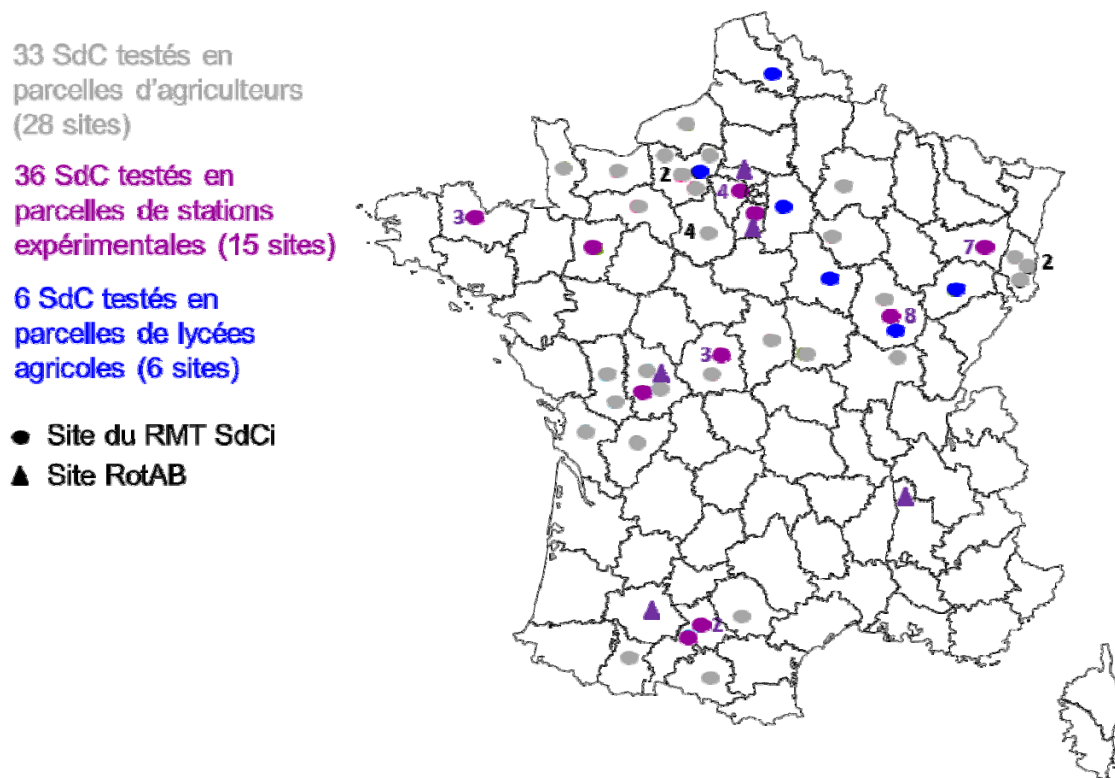 33 SdC testés en
parcelles d'agriculteurs
(28 sites)
36 SdC testés en
parcelles de stations
expérimentales (15 sites)
6 SdC testés en
parcelles de lycées
agricoles (6 sites)
Site du RMT SdCi
Site RotAB
2
4
3
4
7
2
8
3
2